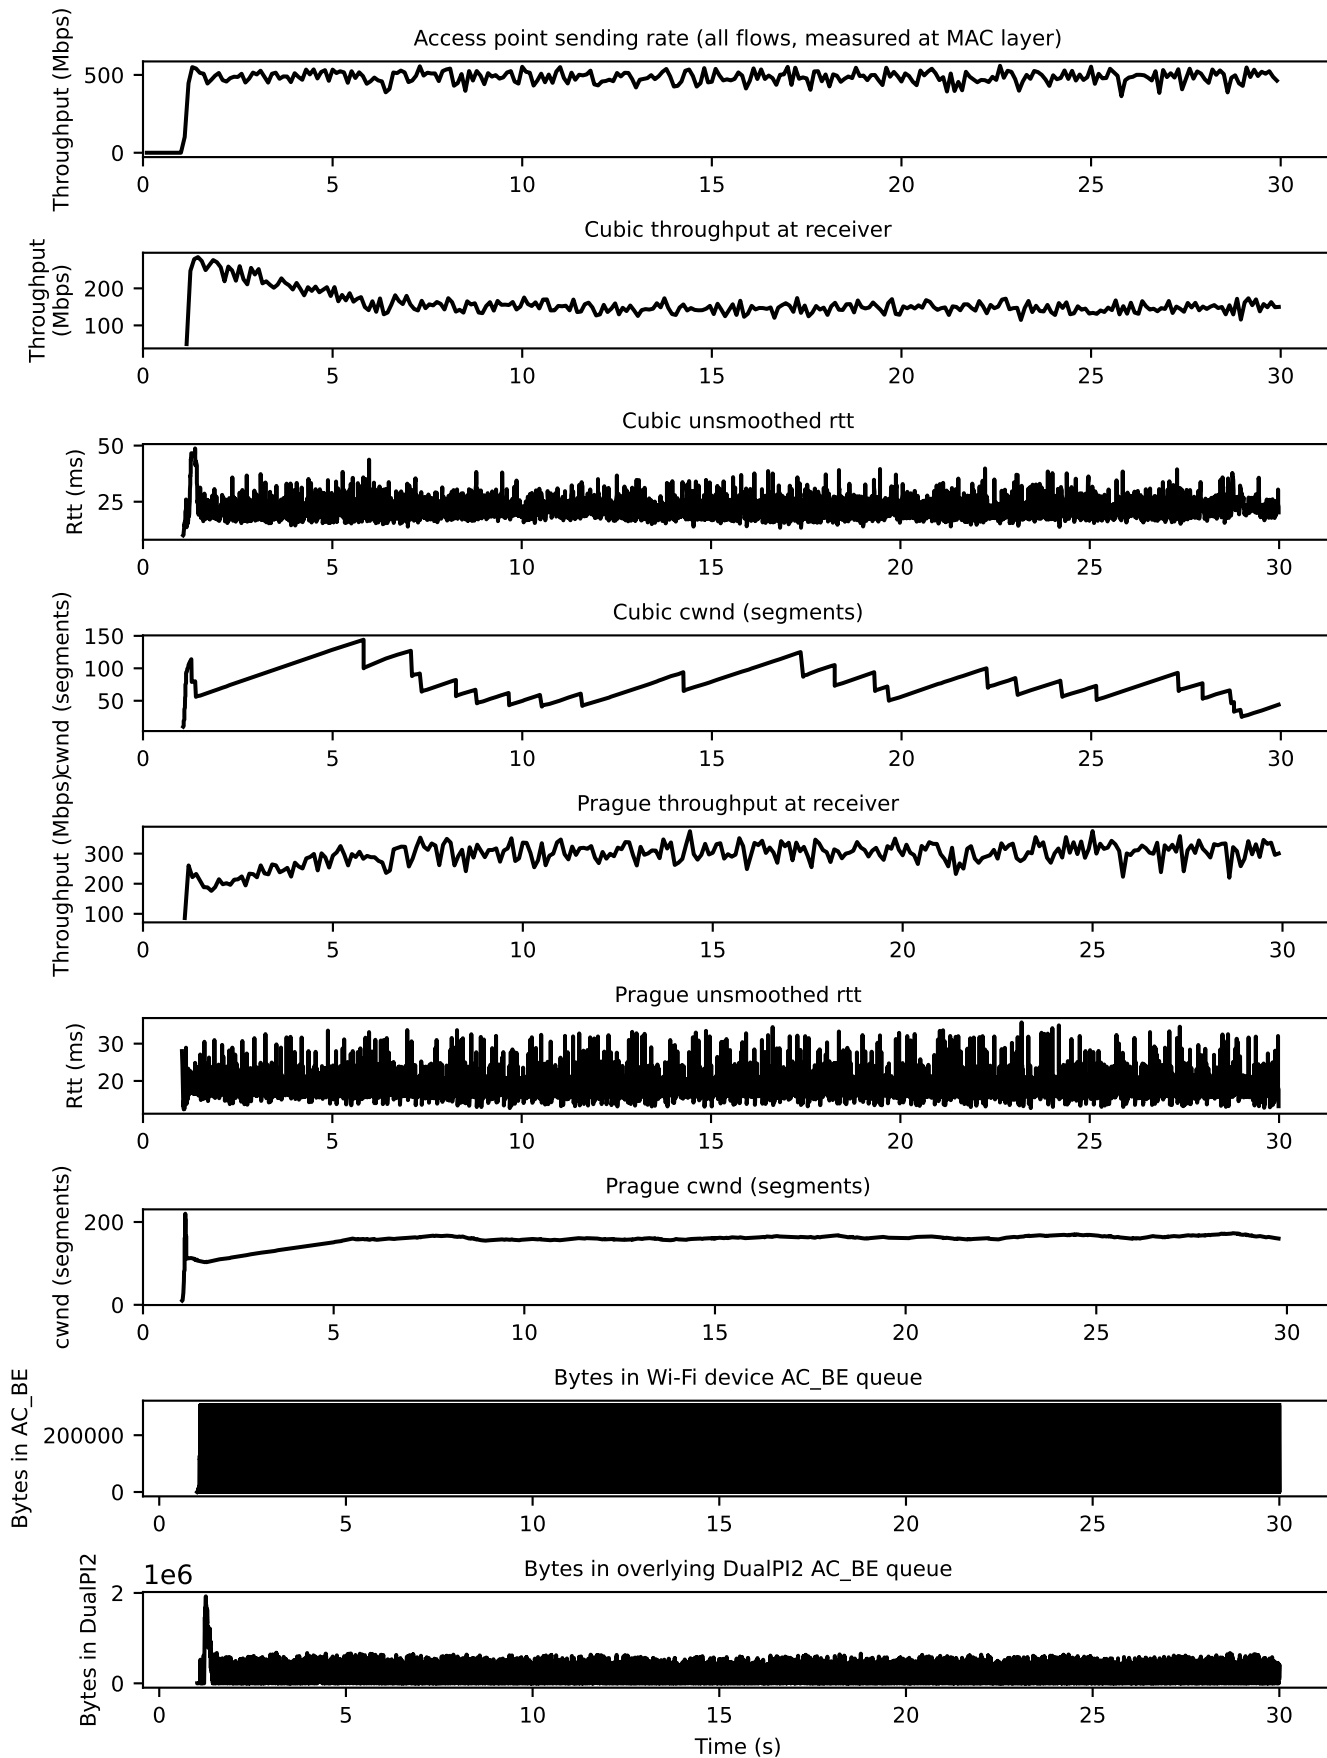 Access point sending rate (all flows, measured at MAC layer)
Throughput (Mbps)
500
0
0 5 10 15 20 25 30
Cubic throughput at receiver
Throughput
(Mbps)
200
100
0 5 10 15 20 25 30
Cubic unsmoothed rtt
Rtt (ms)
50
25
0 5 10 15 20 25 30
Cubic cwnd (segments)
cwnd (segments)
150
100
50
0 5 10 15 20 25 30
Prague throughput at receiver
Throughput (Mbps)
300
200
100
0 5 10 15 20 25 30
Prague unsmoothed rtt
Rtt (ms)
30
20
0 5 10 15 20 25 30
Prague cwnd (segments)
cwnd (segments)
200
0
0 5 10 15 20 25 30
Bytes in Wi-Fi device AC_BE queue
Bytes in AC_BE
200000
0
0 5 10 15 20 25 30
Bytes in overlying DualPI2 AC_BE queue
1e6
Bytes in DualPI2
2
0
0 5 10 15 20 25 30
Time (s)